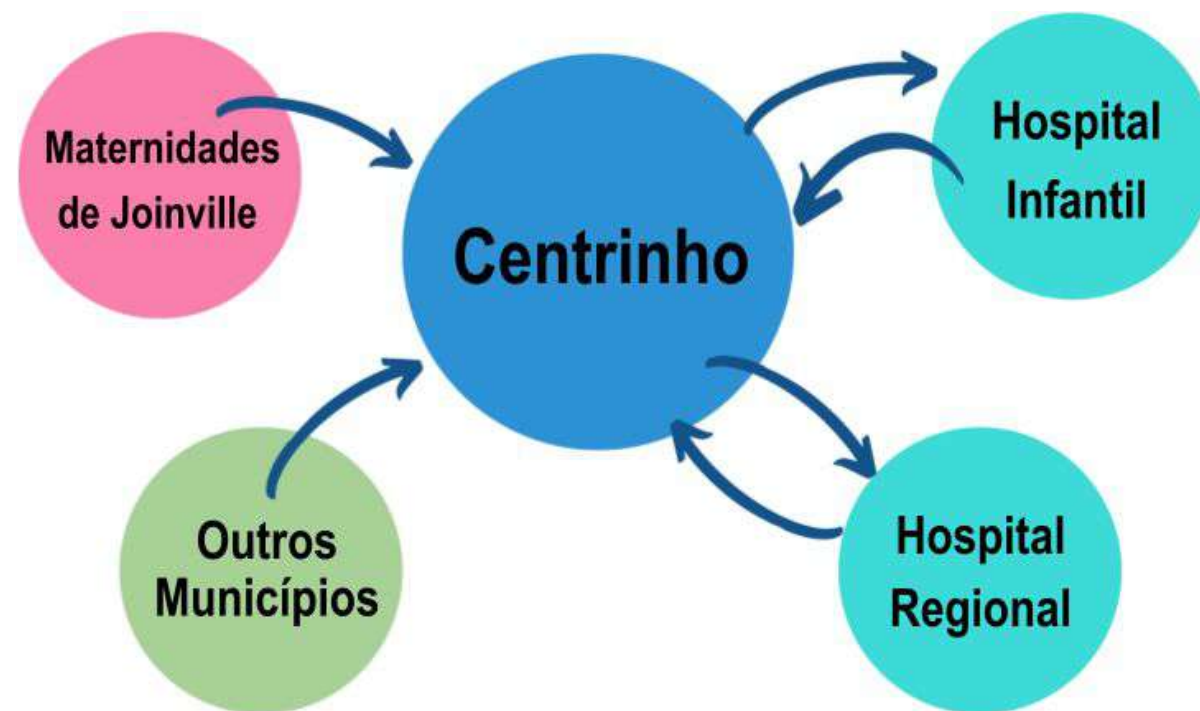 Maternidades
de Joinville
Centrinho
Hospital
Infantil
Outros
Municípios
Hospital
Regional